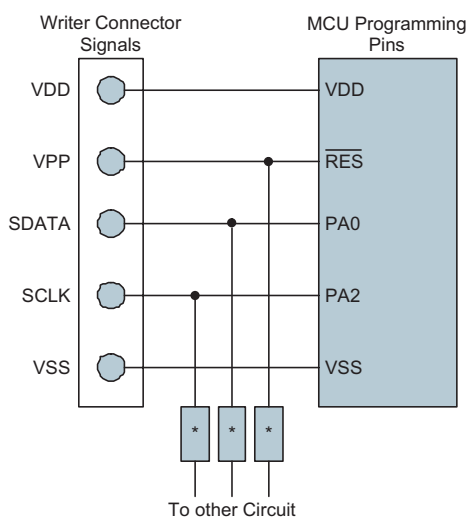 Writer Connector
Signals
MCU Programming
Pins
VDD
VDD
VPP
RES
SDATA
PA0
SCLK
PA2
VSS
VSS
* * *
To other Circuit